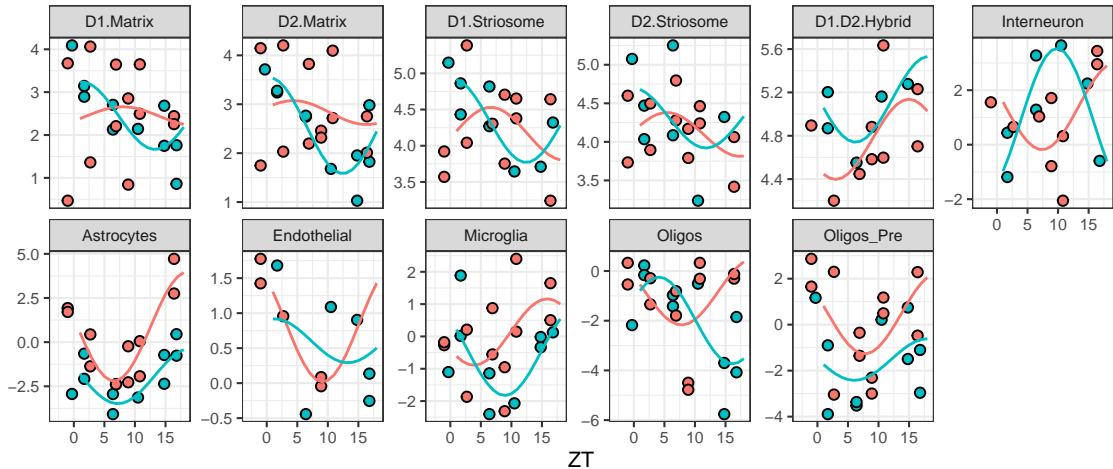 D1.Matrix D2.Matrix D1.Striosome D2.Striosome D1.D2.Hybrid Interneuron
4 3 2 1
4 3 2 1
5.0 4.5 4.0 3.5
5.0 4.5 4.0 3.5
5.6 5.2 4.8 4.4
2 0 −2
0 5 10 15
Astrocytes Endothelial Microglia Oligos Oligos_Pre
5.0 2.5 0.0 −2.5
1.5 1.0 0.5 0.0 −0.5
2 1 0 −1 −2
0 −2 −4 −6
2 0 −2 −4
0 5 10 15 0 5 10 15 0 5 10 15 0 5 10 15 0 5 10 15
ZT